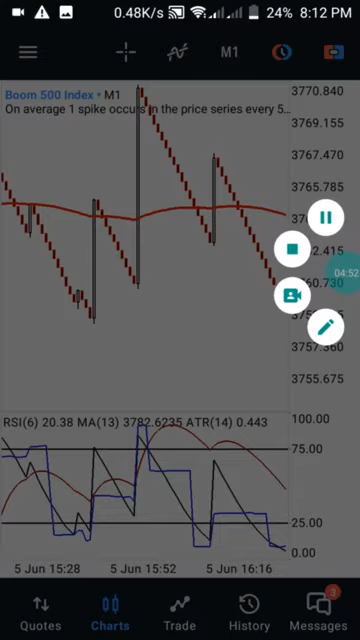 0.48K/s 24% 8:12 PM
M1
Boom 500 Index • M1
On average 1 spike occurs in the price series every 5...
3770.840
3769.155
3767.470
3765.785
04:52
3757.360
3755.675
RSI(6) 20.38 MA(13) 3782.6235 ATR(14) 0.443
100.00
75.00
25.00
0.00
5 Jun 15:28 5 Jun 15:52 5 Jun 16:16
3
Quotes Charts Trade History Messages